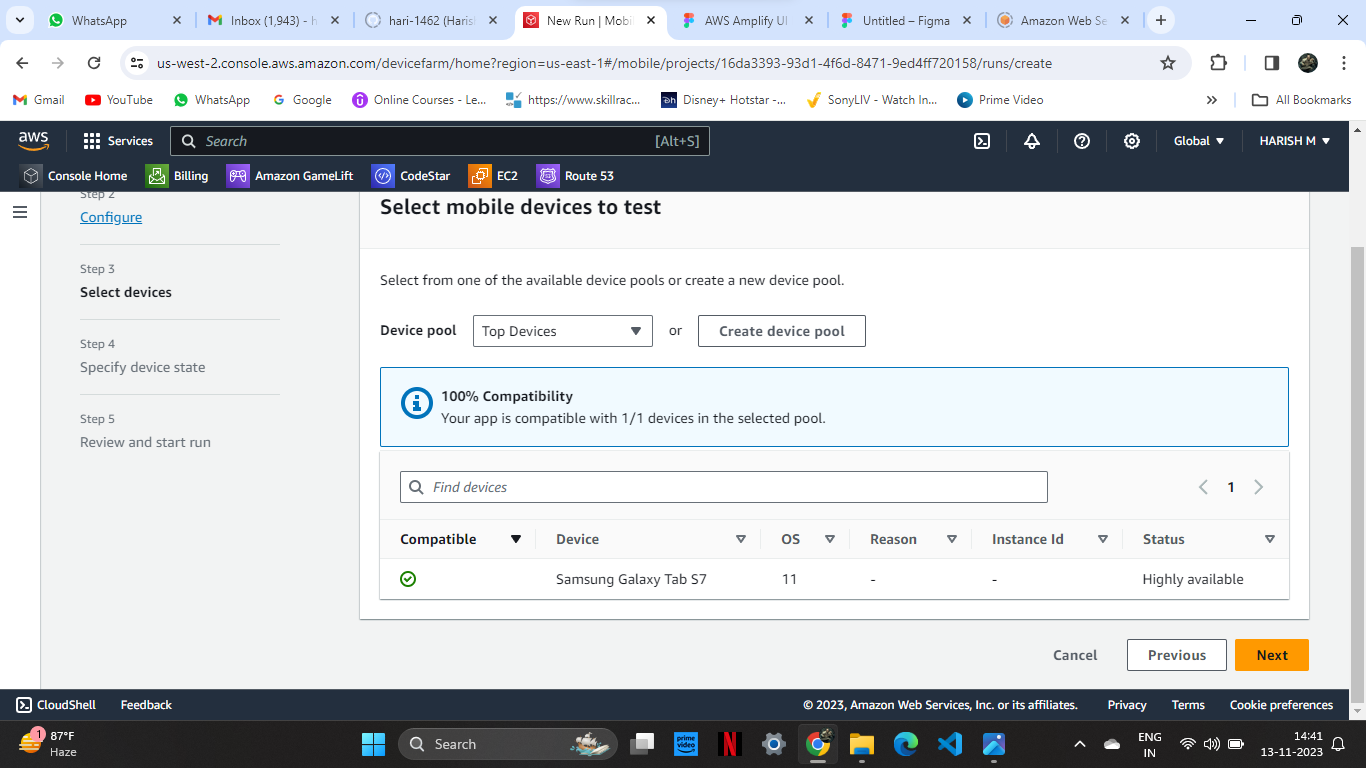 WhatsApp
Inbox (1,943) – h
hari-1462 (Harish
New Run | Mobil
AWS Amplify UI
Untitled – Figma
Amazon Web Se
us-west-2.console.aws.amazon.com/devicefarm/home?region=us-east-1#/mobile/projects/16da3393-93d1-4f6d-8471-9ed4ff720158/runs/create
Gmail
YouTube
WhatsApp
Google
Online Courses - Le...
https://www.skillrac...
Disney+ Hotstar -...
SonyLIV - Watch In...
Prime Video
All Bookmarks
aws
Services
Search
[Alt+S]
Global
HARISH M
Console Home
Billing
Amazon GameLift
CodeStar
EC2
Route 53
Step 2
Configure
Step 3
Select devices
Step 4
Specify device state
Step 5
Review and start run
Select mobile devices to test
Select from one of the available device pools or create a new device pool.
Device pool Top Devices or Create device pool
100% Compatibility
Your app is compatible with 1/1 devices in the selected pool.
Find devices
1
Compatible Device OS Reason Instance Id Status
Samsung Galaxy Tab S7 11 - - Highly available
Cancel Previous Next
CloudShell Feedback © 2023, Amazon Web Services, Inc. or its affiliates. Privacy Terms Cookie preferences
1
87°F
Haze
Search
prime video
N
ENG
IN
14:41
13-11-2023